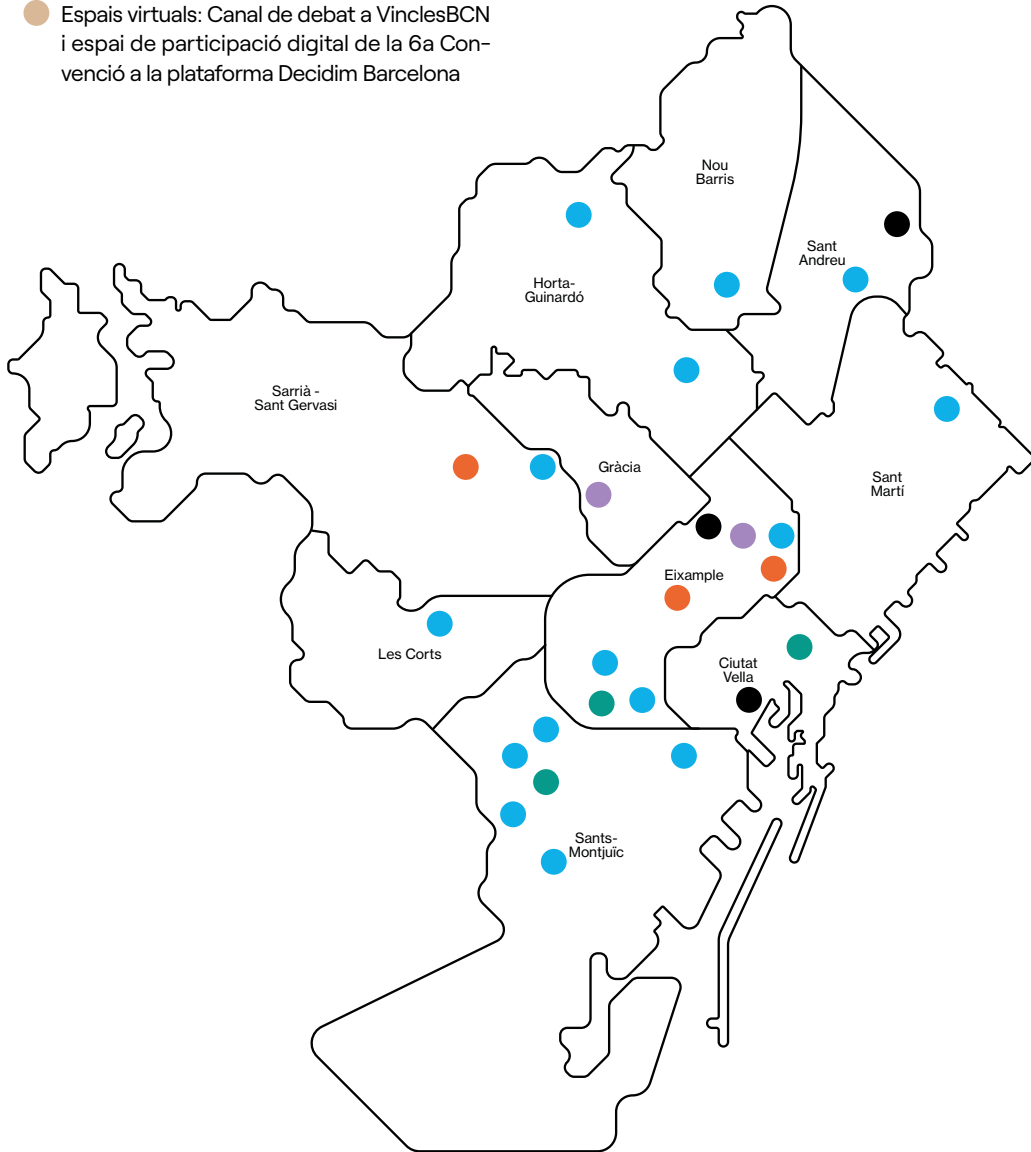 Espais virtuals: Canal de debat a VinclesBCN
i espai de participació digital de la 6a Con-
venció a la plataforma Decidim Barcelona
Nou
Barris
Sant
Andreu
Horta-
Guinardó
Sarrià -
Sant Gervasi
Gràcia
Sant
Martí
Eixample
Les Corts
Ciutat
Vella
Sants-
Montjuïc